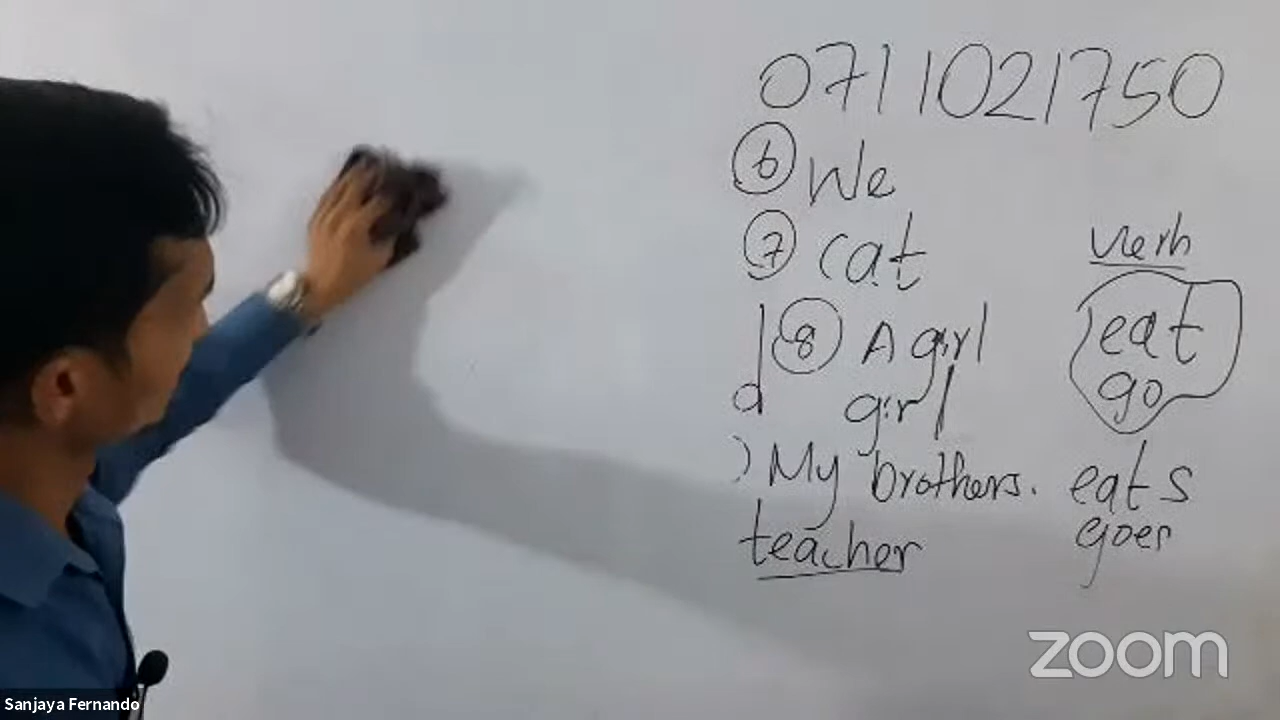 0711021750
6 We
7 cat
verb
d 8 A girl
eat
a girl
go
) My brothers.
eats
teacher
goes
zoom
Sanjaya Fernando